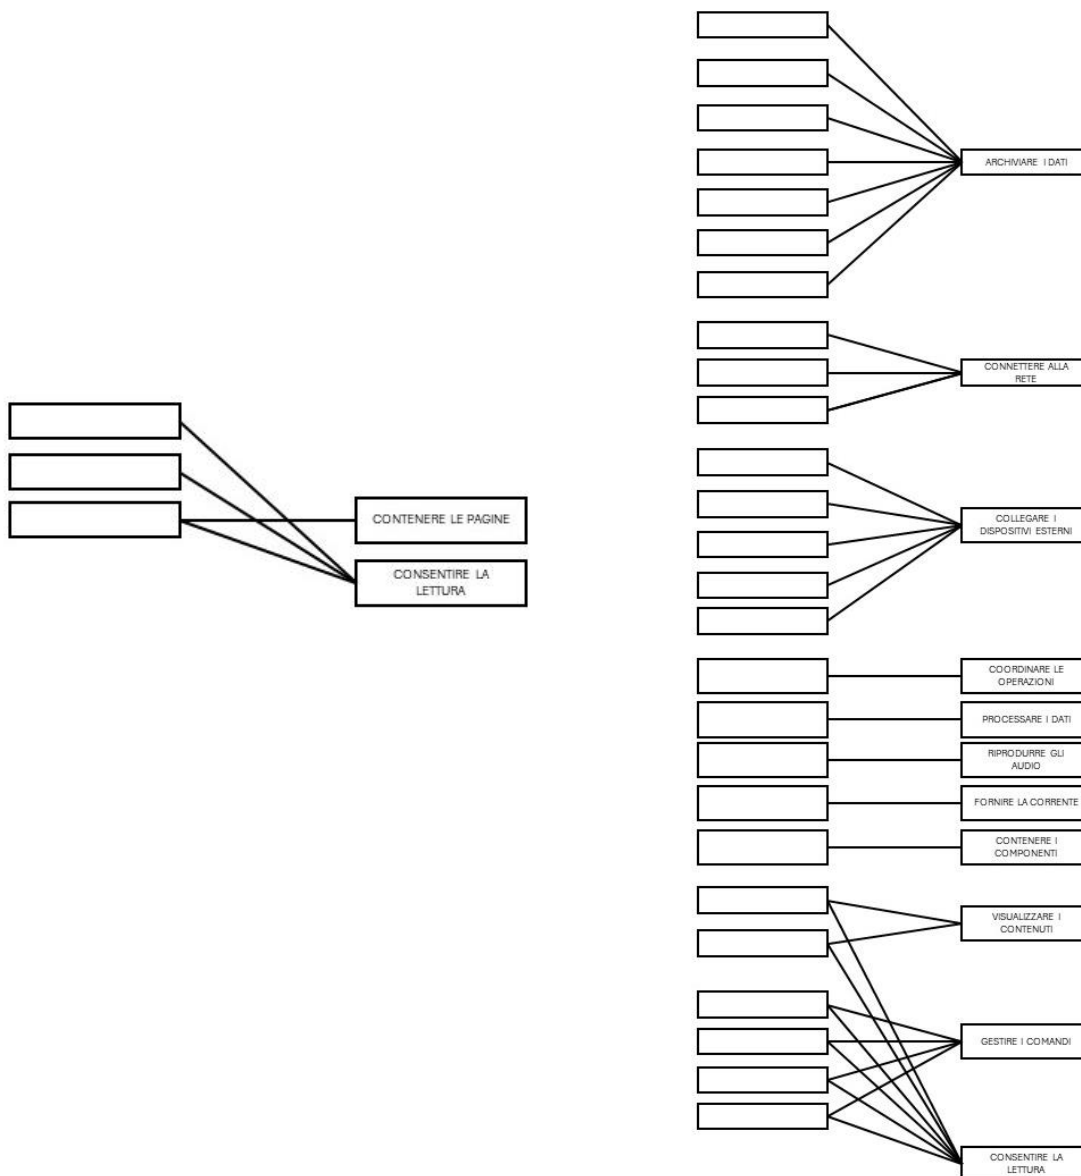 CONTENERE LE PAGINE
CONSENTIRE LA
LETTURA
ARCHIVIARE I DATI
CONNETTERE ALLA
RETE
COLLEGARE I
DISPOSITIVI ESTERNI
COORDINARE LE
OPERAZIONI
PROCESSARE I DATI
RIPRODURRE GLI
AUDIO
FORNIRE LA CORRENTE
CONTENERE I
COMPONENTI
VISUALIZZARE I
CONTENUTI
GESTIRE I COMANDI
CONSENTIRE LA
LETTURA